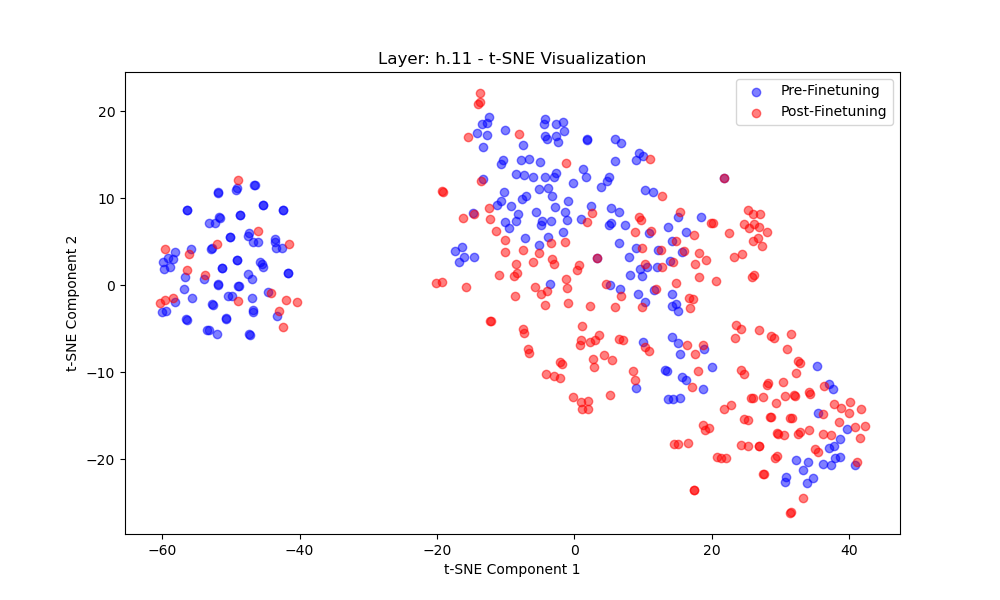 Layer: h.11 - t-SNE Visualization
Pre-Finetuning
Post-Finetuning
20
10
0
−10
−20
t-SNE Component 2
−60
−40
−20
0
20
40
t-SNE Component 1